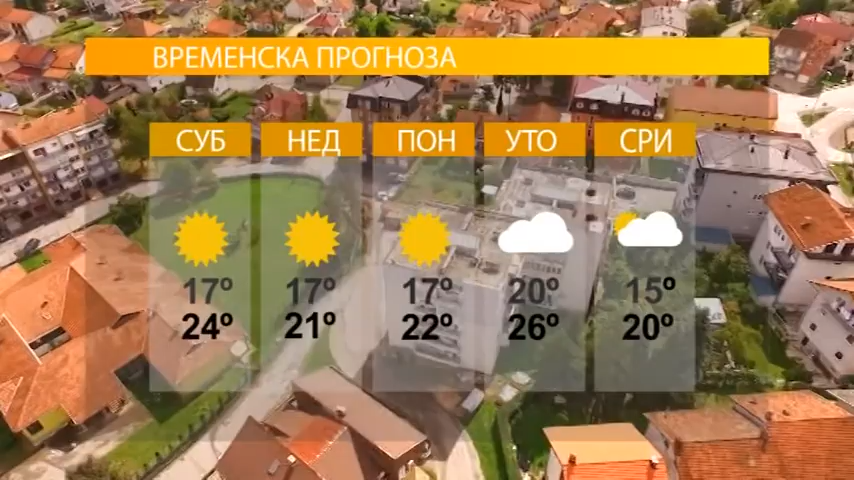 ВРЕМЕНСКА ПРОГНОЗА
СУБ НЕД ПОН УТО СРИ
17º 17º 17º 20º 15º
24º 21º 22º 26º 20º